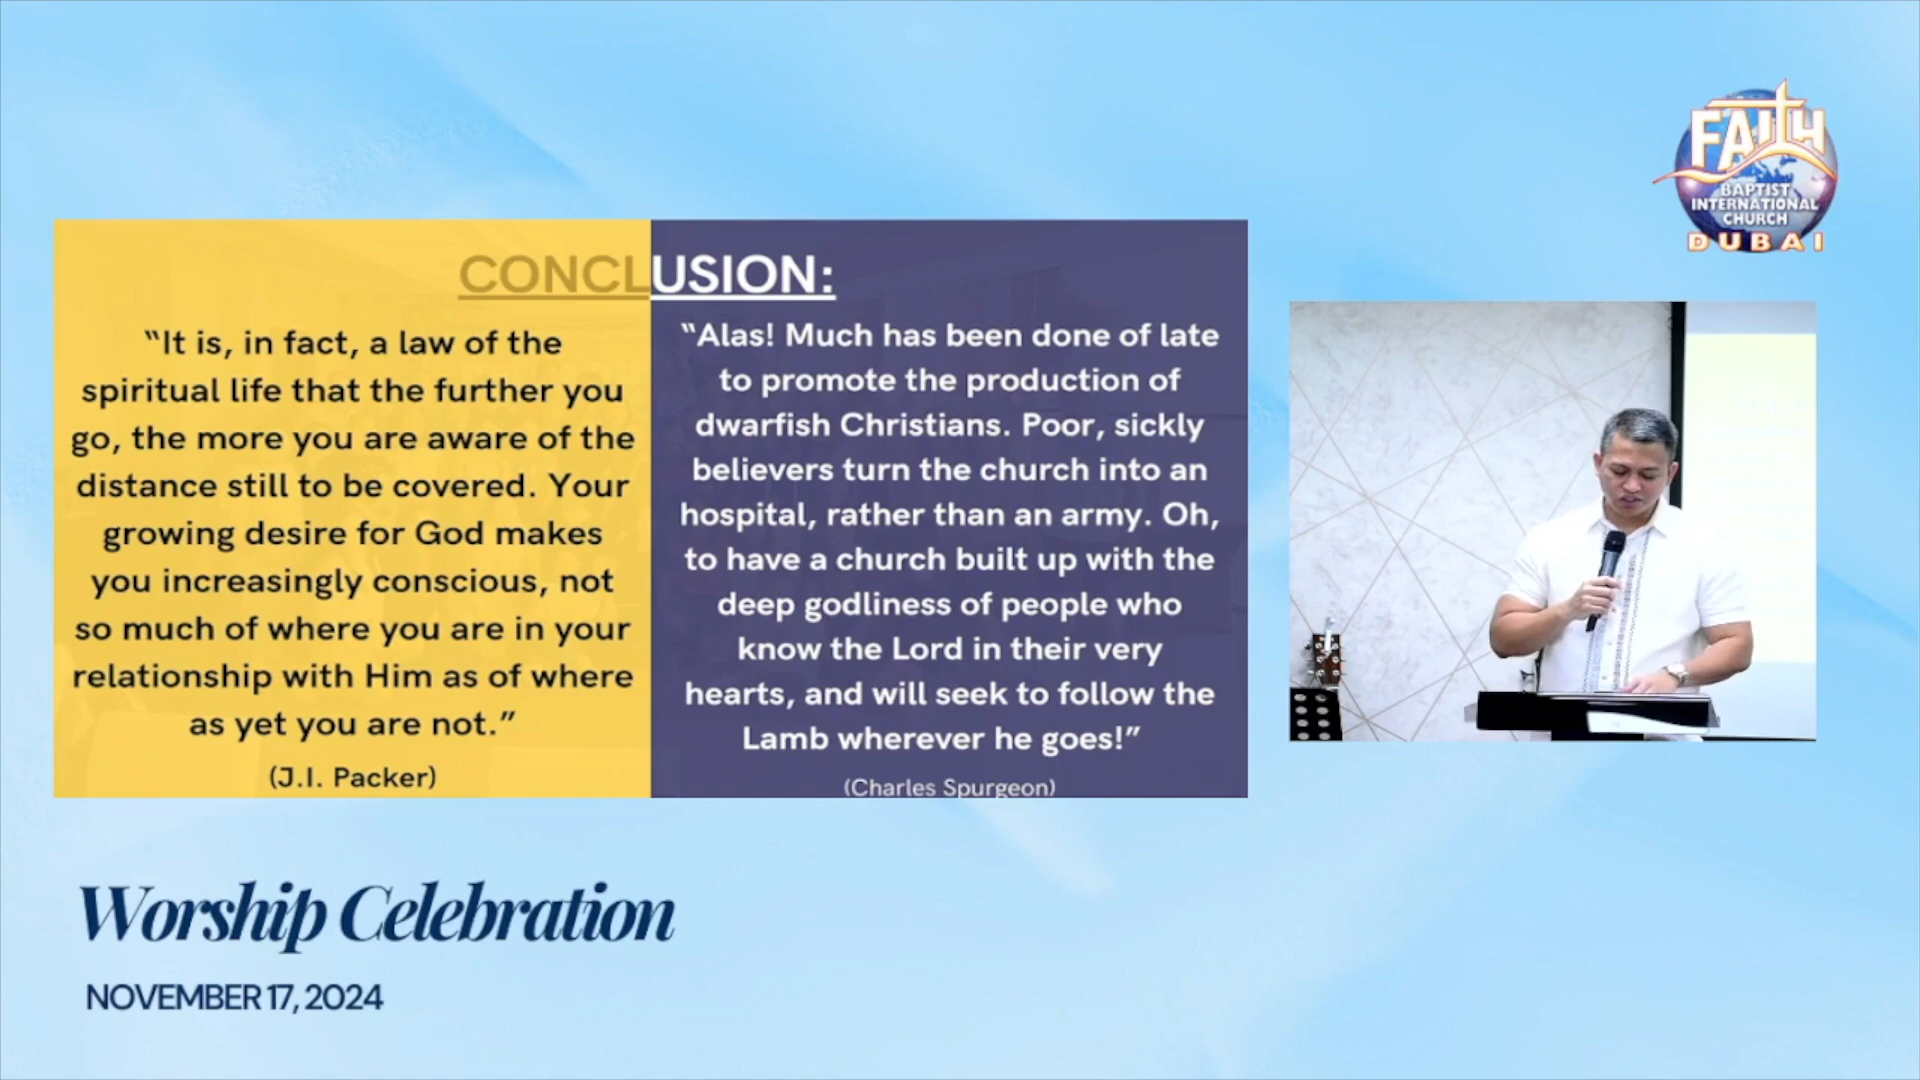 FAITH
BAPTIST
INTERNATIONAL
CHURCH
DUBAI
CONCLUSION:
“It is, in fact, a law of the
spiritual life that the further you
go, the more you are aware of the
distance still to be covered. Your
growing desire for God makes
you increasingly conscious, not
so much of where you are in your
relationship with Him as of where
as yet you are not.”
(J.I. Packer)
“Alas! Much has been done of late
to promote the production of
dwarfish Christians. Poor, sickly
believers turn the church into an
hospital, rather than an army. Oh,
to have a church built up with the
deep godliness of people who
know the Lord in their very
hearts, and will seek to follow the
Lamb wherever he goes!”
(Charles Spurgeon)
Worship Celebration
NOVEMBER 17, 2024